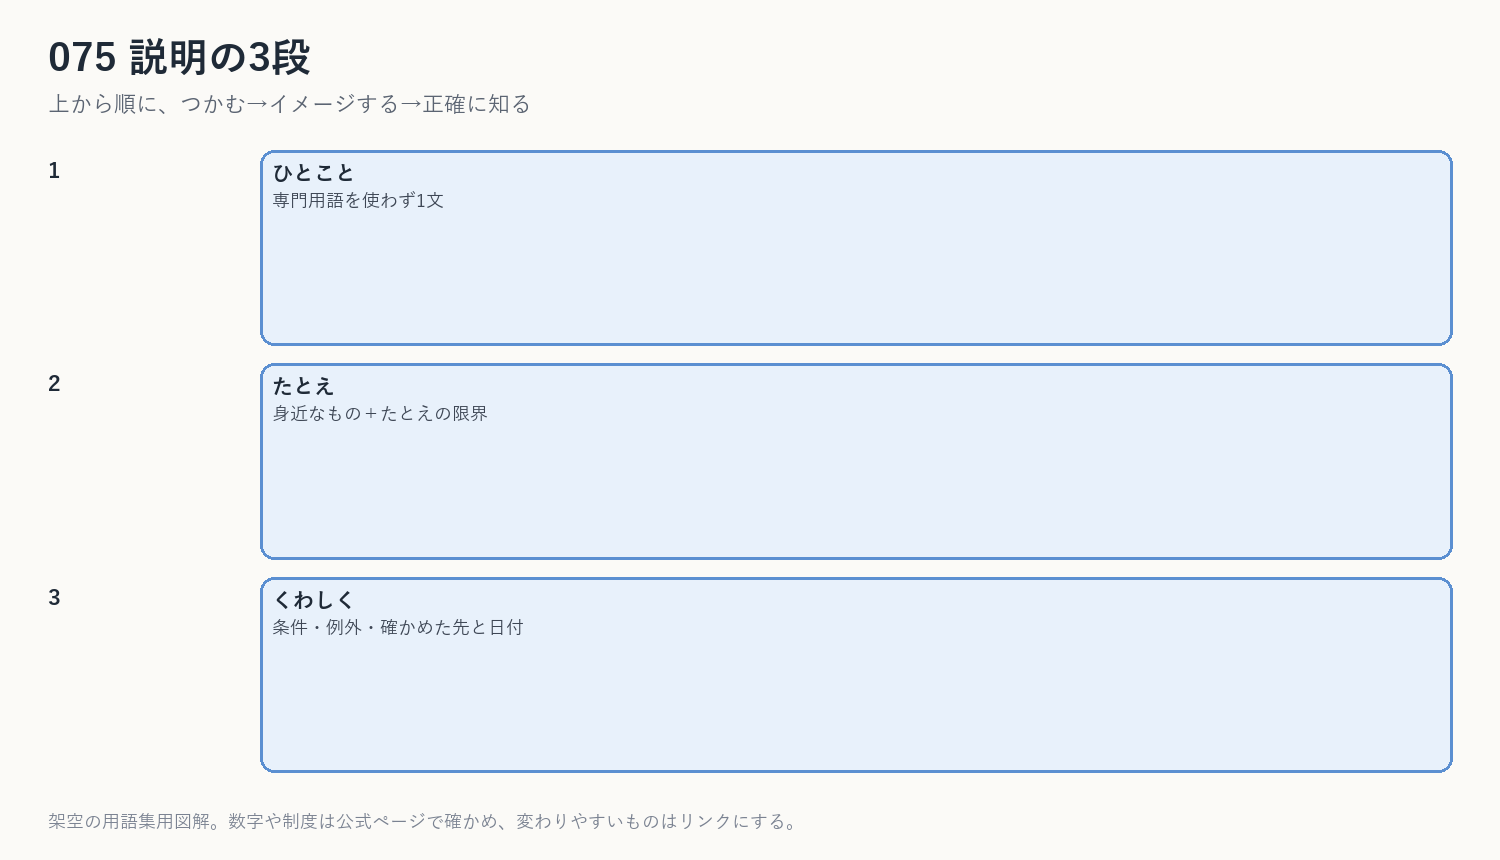 075 説明の3段
上から順に、つかむ→イメージする→正確に知る
1
ひとこと
専門用語を使わず1文
2
たとえ
身近なもの＋たとえの限界
3
くわしく
条件・例外・確かめた先と日付
架空の用語集用図解。数字や制度は公式ページで確かめ、変わりやすいものはリンクにする。